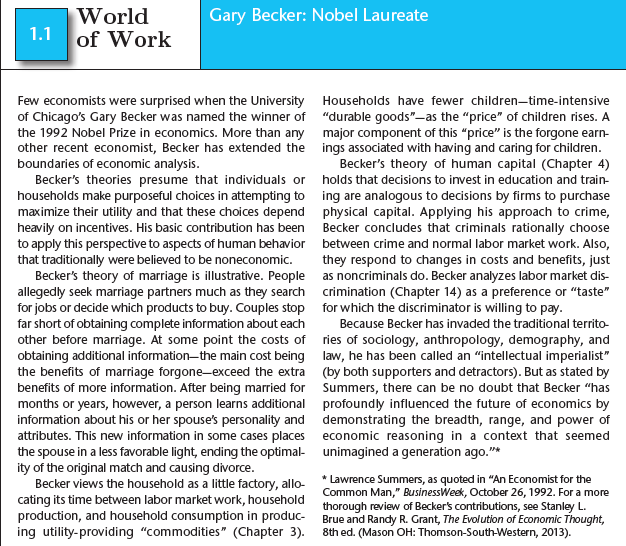 1.1
World
of Work
Gary Becker: Nobel Laureate
Few economists were surprised when the University
of Chicago's Gary Becker was named the winner of
the 1992 Nobel Prize in economics. More than any
other recent economist, Becker has extended the
boundaries of economic analysis.
Becker's theories presume that individuals or
households make purposeful choices in attempting to
maximize their utility and that these choices depend
heavily on incentives. His basic contribution has been
to apply this perspective to aspects of human behavior
that traditionally were believed to be noneconomic.
Becker's theory of marriage is illustrative. People
allegedly seek marriage partners much as they search
for jobs or decide which products to buy. Couples stop
far short of obtaining complete information about each
other before marriage. At some point the costs of
obtaining additional information—the main cost being
the benefits of marriage forgone—exceed the extra
benefits of more information. After being married for
months or years, however, a person learns additional
information about his or her spouse's personality and
attributes. This new information in some cases places
the spouse in a less favorable light, ending the optimal-
ity of the original match and causing divorce.
Becker views the household as a little factory, allo-
cating its time between labor market work, household
production, and household consumption in produc-
ing utility-providing "commodities" (Chapter 3).
Households have fewer children—time-intensive
"durable goods"—as the "price" of children rises. A
major component of this "price" is the forgone earn-
ings associated with having and caring for children.
Becker's theory of human capital (Chapter 4)
holds that decisions to invest in education and train-
ing are analogous to decisions by firms to purchase
physical capital. Applying his approach to crime,
Becker concludes that criminals rationally choose
between crime and normal labor market work. Also,
they respond to changes in costs and benefits, just
as noncriminals do. Becker analyzes labor market dis-
crimination (Chapter 14) as a preference or "taste"
for which the discriminator is willing to pay.
Because Becker has invaded the traditional territo-
ries of sociology, anthropology, demography, and
law, he has been called an "intellectual imperialist"
(by both supporters and detractors). But as stated by
Summers, there can be no doubt that Becker "has
profoundly influenced the future of economics by
demonstrating the breadth, range, and power of
economic reasoning in a context that seemed
unimagined a generation ago."*
* Lawrence Summers, as quoted in "An Economist for the
Common Man," BusinessWeek, October 26, 1992. For a more
thorough review of Becker's contributions, see Stanley L.
Brue and Randy R. Grant, The Evolution of Economic Thought,
8th ed. (Mason OH: Thomson-South-Western, 2013).